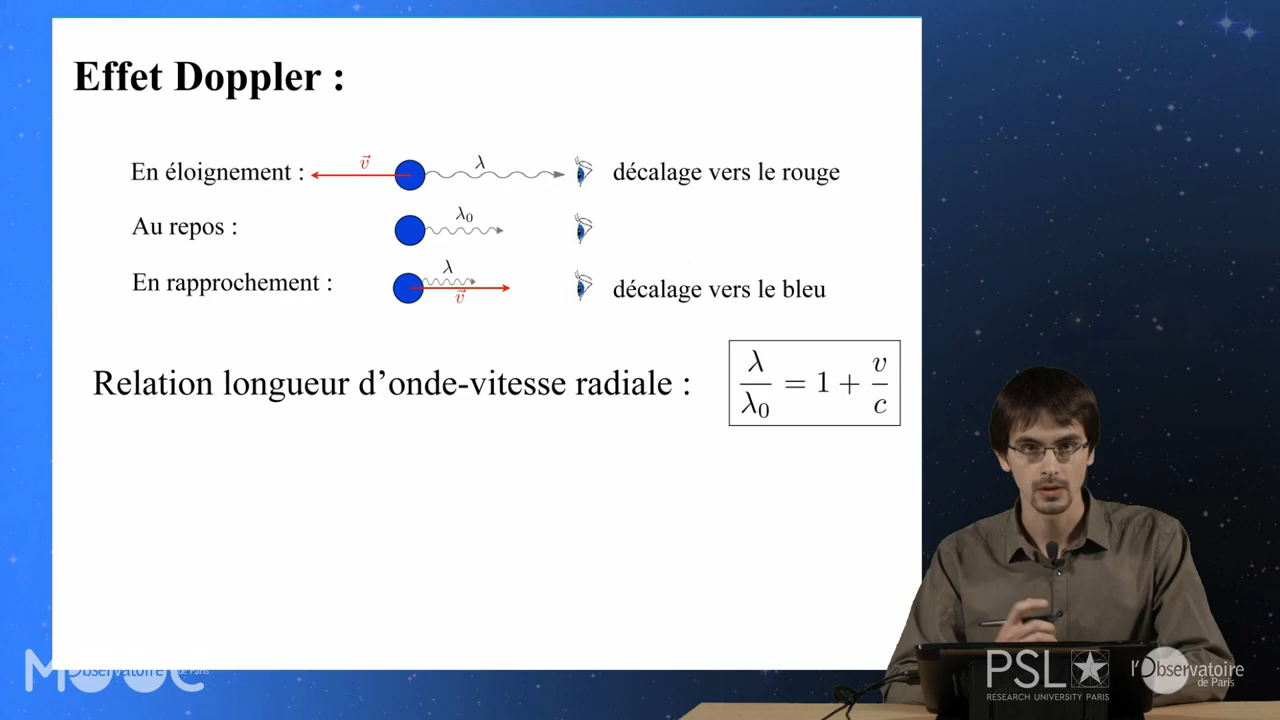 Effet Doppler :
En éloignement : v⃗ λ décalage vers le rouge
Au repos : λ₀
En rapprochement : λ v⃗ décalage vers le bleu
Relation longueur d'onde-vitesse radiale : λ/λ₀ = 1 + v/c
MOOC
Observatoire de Paris
PSL
RESEARCH UNIVERSITY PARIS
l'Observatoire
de Paris